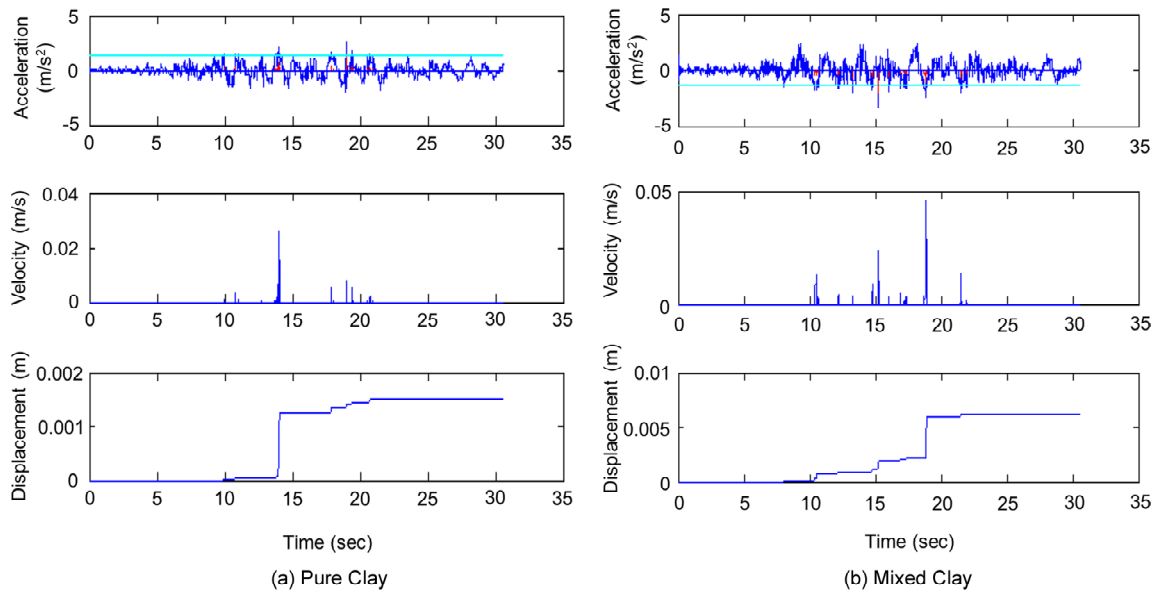 Acceleration
(m/s²)
5
0
-5
0 5 10 15 20 25 30 35
Velocity (m/s)
0.04
0.02
0
0 5 10 15 20 25 30 35
Displacement (m)
0.002
0.001
0
0 5 10 15 20 25 30 35
Time (sec)
(a) Pure Clay
Acceleration
(m/s²)
5
0
-5
0 5 10 15 20 25 30 35
Velocity (m/s)
0.05
0
0 5 10 15 20 25 30 35
Displacement (m)
0.01
0.005
0
0 5 10 15 20 25 30 35
Time (sec)
(b) Mixed Clay